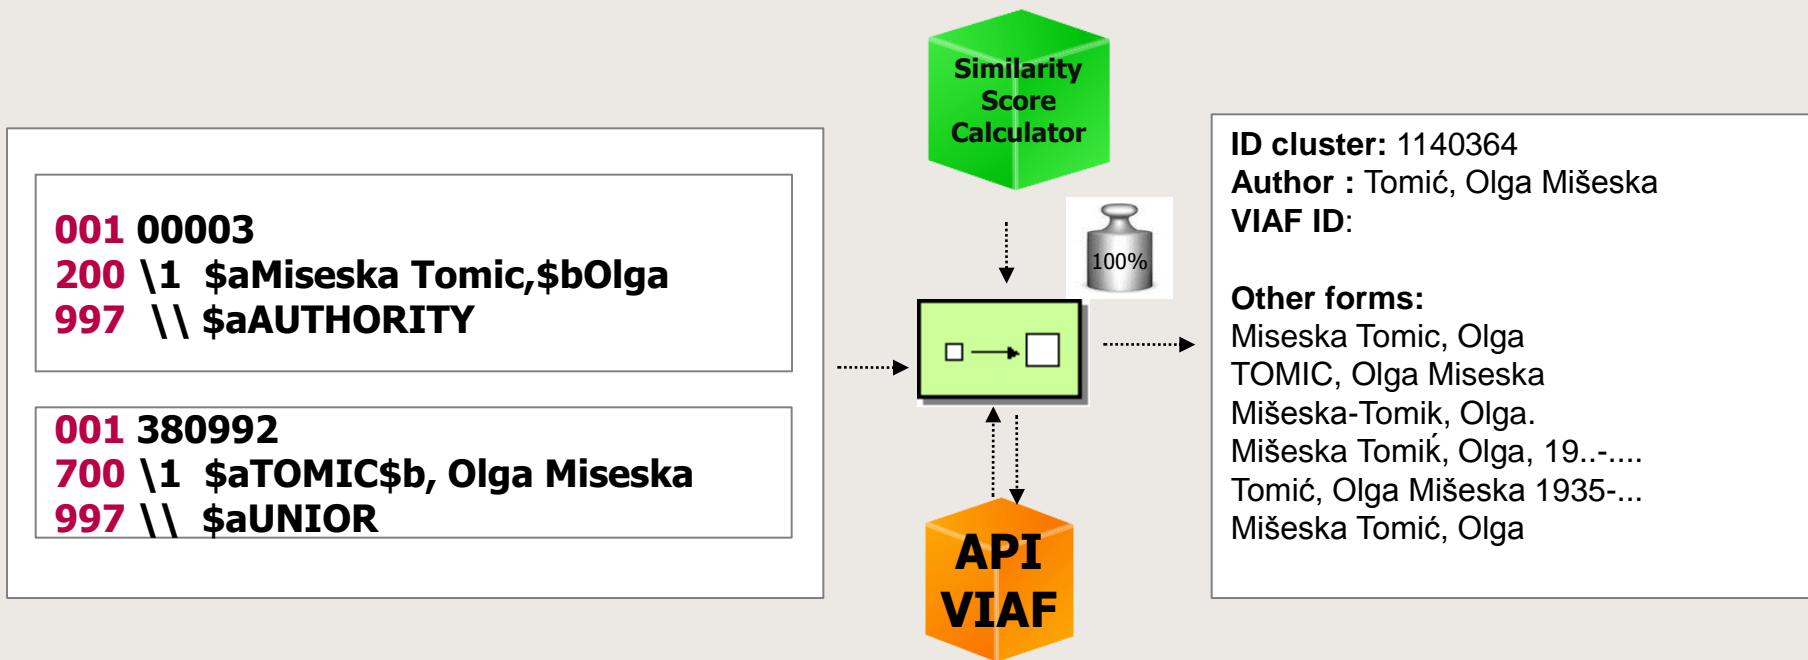 001 00003
200 \1  $aMiseska Tomic,$bOlga
997  \\ $aAUTHORITY
001 380992
700 \1  $aTOMIC$b, Olga Miseska
997 \\  $aUNIOR
Similarity
Score
Calculator
100%
API
VIAF
ID cluster: 1140364
Author : Tomić, Olga Mišeska
VIAF ID:
Other forms:
Miseska Tomic, Olga
TOMIC, Olga Miseska
Mišeska-Tomik, Olga.
Mišeska Tomiḱ, Olga, 19..-....
Tomić, Olga Mišeska 1935-...
Mišeska Tomić, Olga